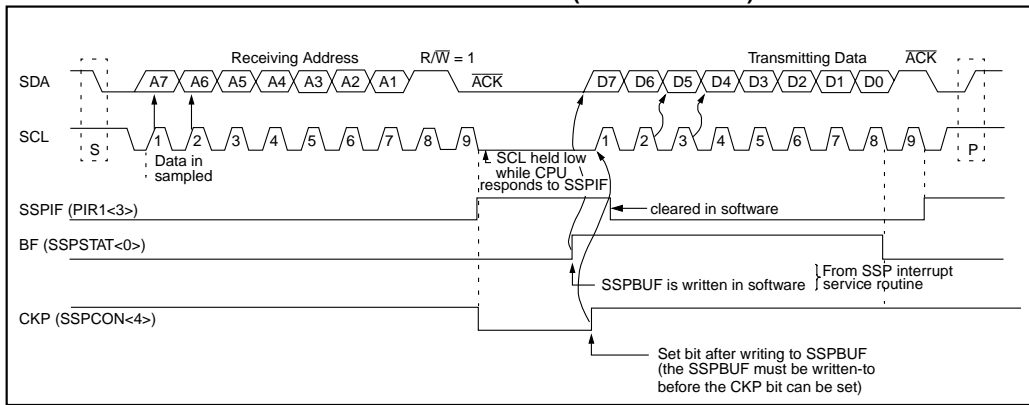 Receiving Address R/W = 1 Transmitting Data ACK
SDA A7 A6 A5 A4 A3 A2 A1 ACK D7 D6 D5 D4 D3 D2 D1 D0
SCL S 1 2 3 4 5 6 7 8 9 1 2 3 4 5 6 7 8 9 P
Data in
sampled
SCL held low
while CPU
responds to SSPIF
SSPIF (PIR1<3>)
cleared in software
BF (SSPSTAT<0>)
SSPBUF is written in software
From SSP interrupt
service routine
CKP (SSPCON<4>)
Set bit after writing to SSPBUF
(the SSPBUF must be written-to
before the CKP bit can be set)